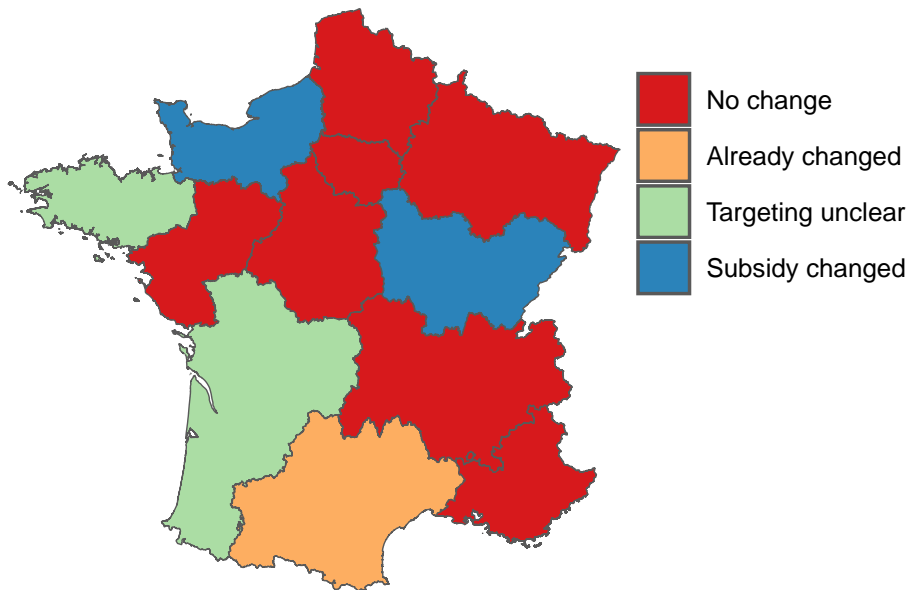 No change
Already changed
Targeting unclear
Subsidy changed